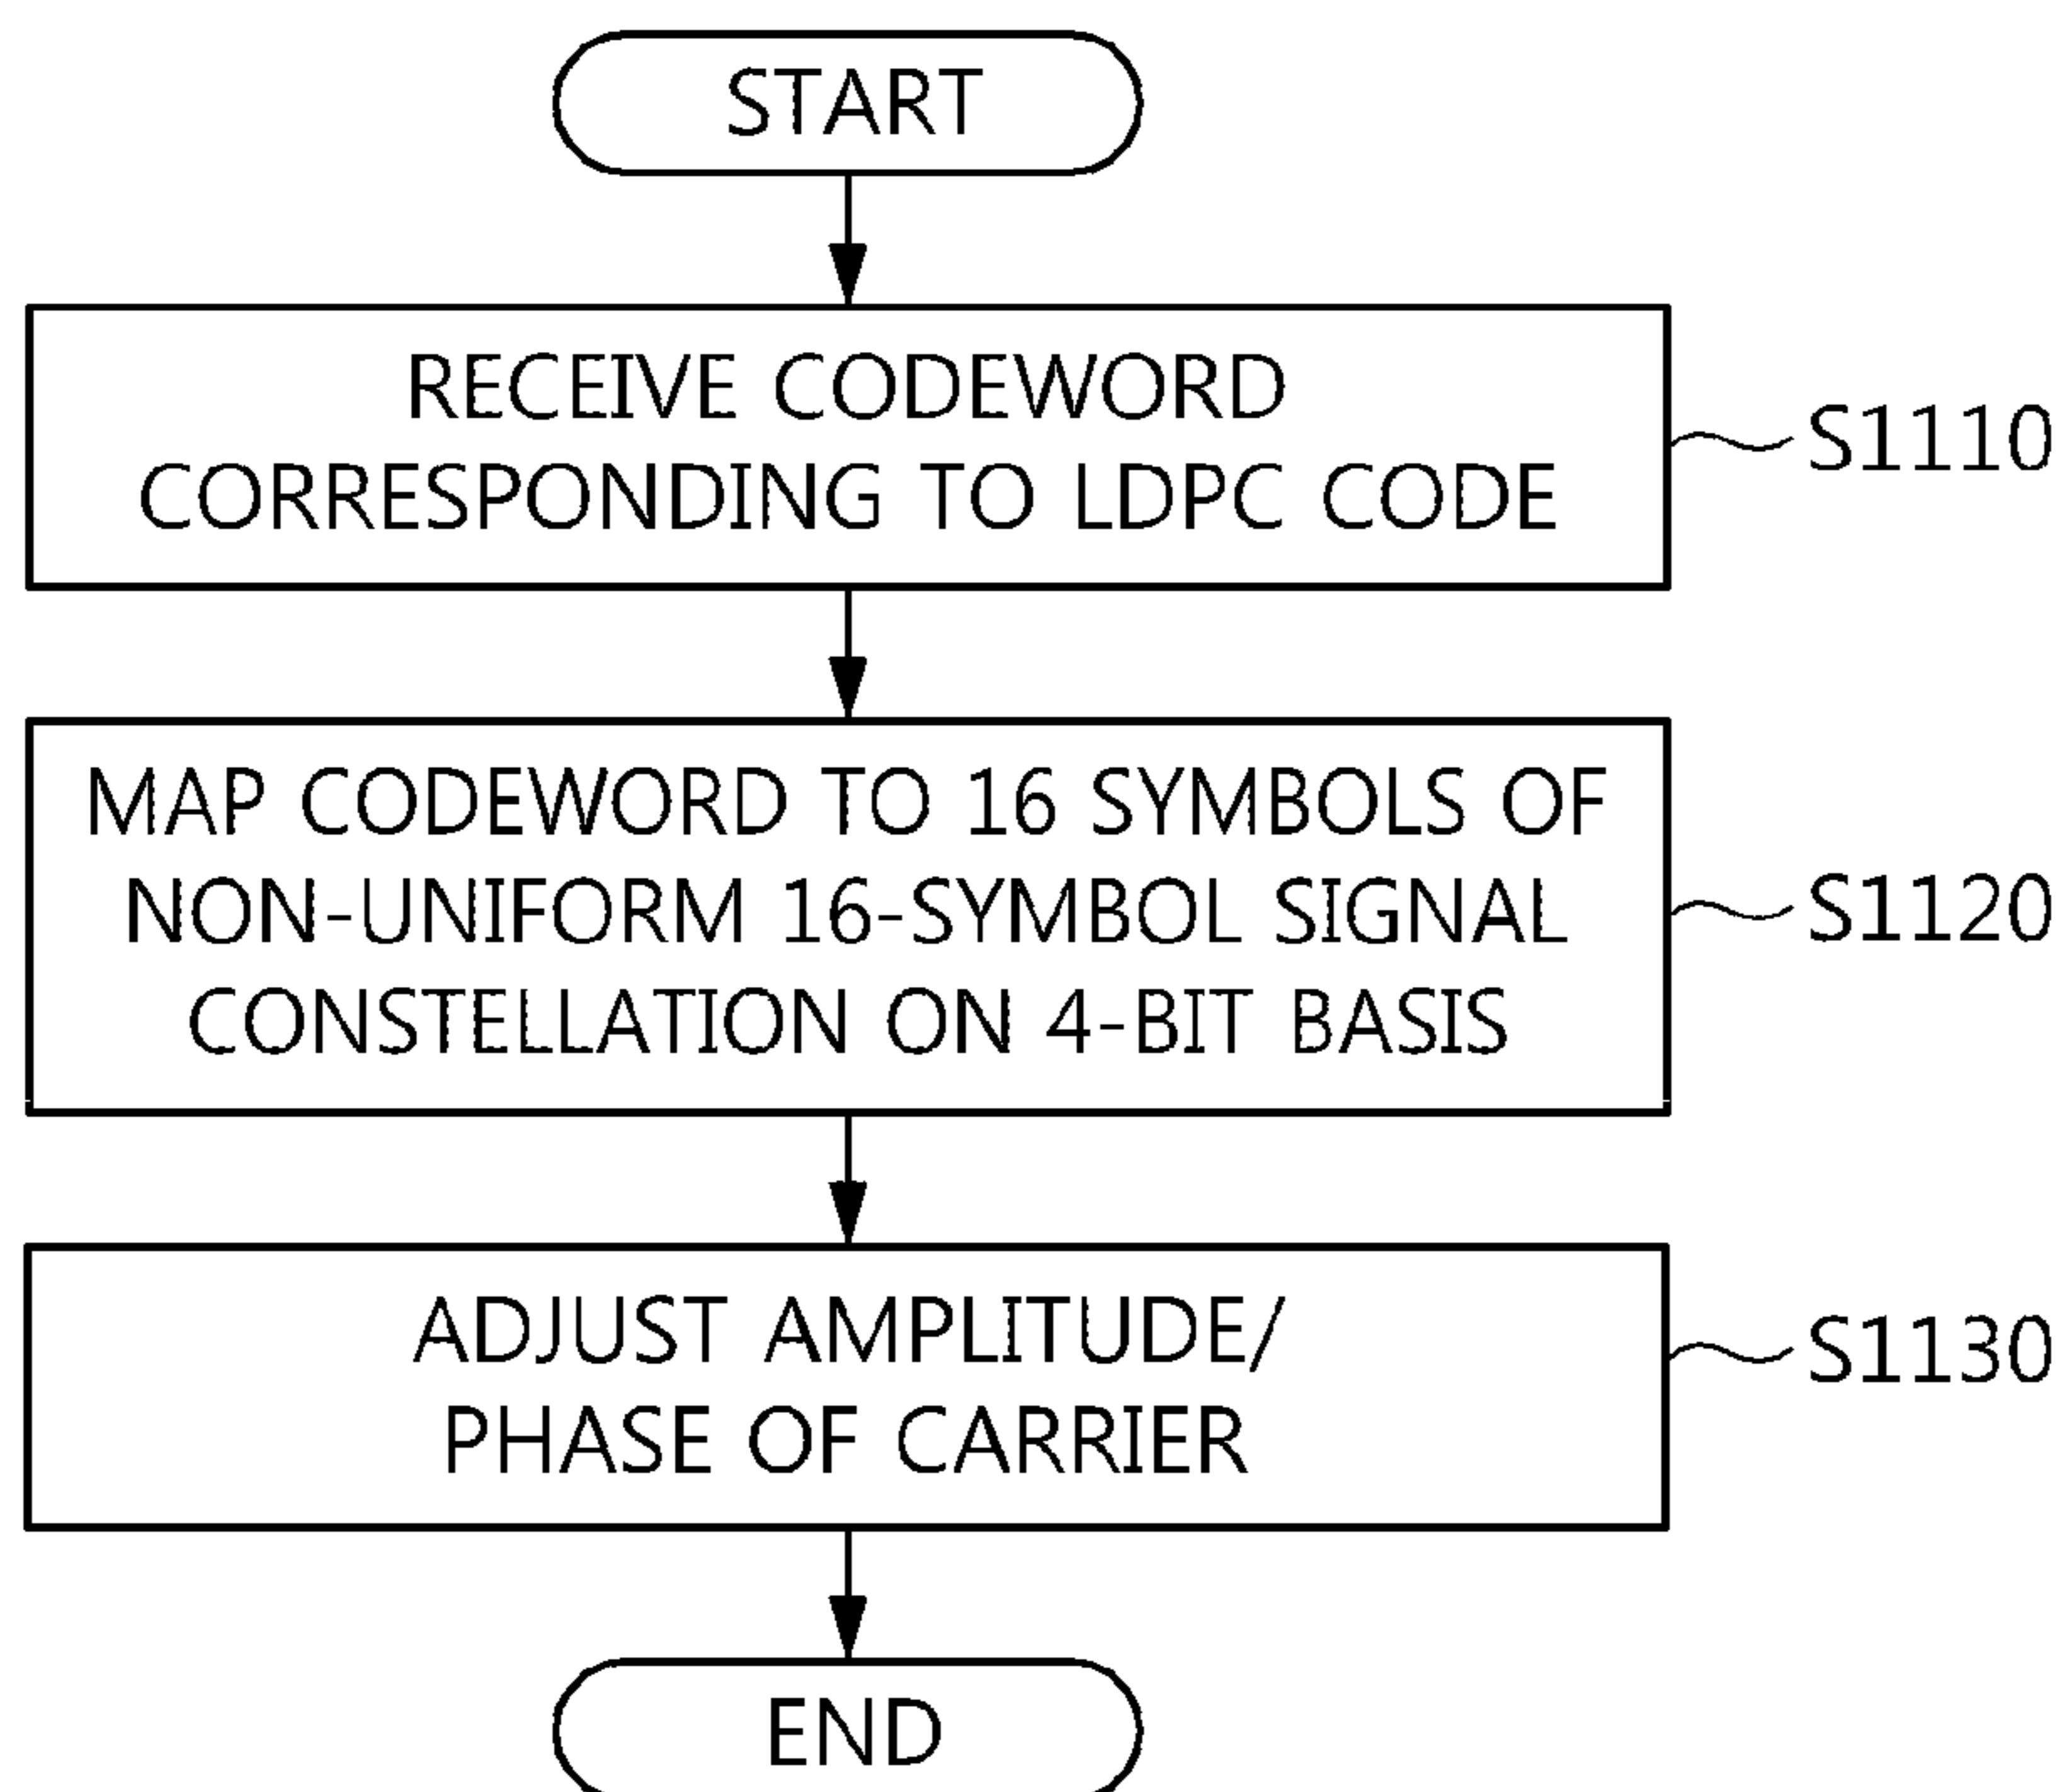 START
RECEIVE CODEWORD
CORRESPONDING TO LDPC CODE
S1110
MAP CODEWORD TO 16 SYMBOLS OF
NON-UNIFORM 16-SYMBOL SIGNAL
CONSTELLATION ON 4-BIT BASIS
S1120
ADJUST AMPLITUDE/
PHASE OF CARRIER
S1130
END